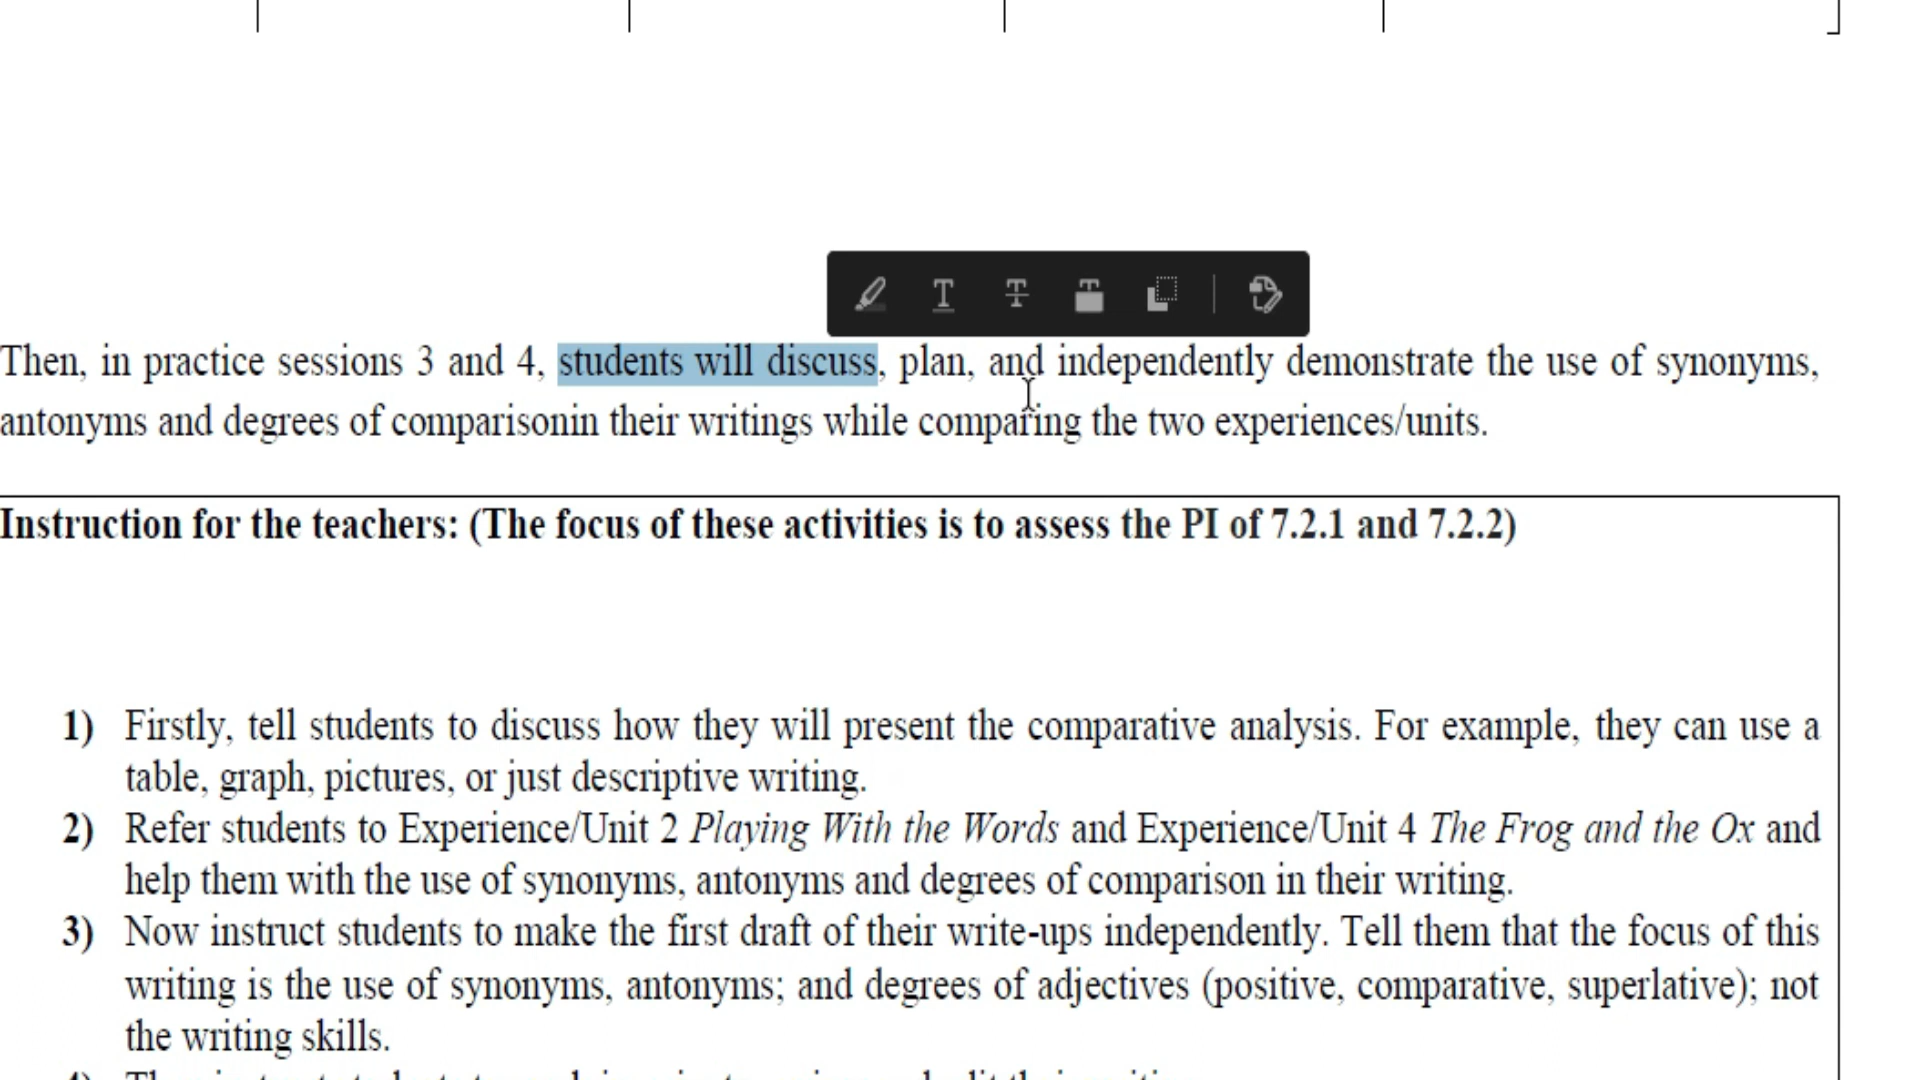 Then, in practice sessions 3 and 4, students will discuss, plan, and independently demonstrate the use of synonyms,
antonyms and degrees of comparisonin their writings while comparing the two experiences/units.
Instruction for the teachers: (The focus of these activities is to assess the PI of 7.2.1 and 7.2.2)
1) Firstly, tell students to discuss how they will present the comparative analysis. For example, they can use a
table, graph, pictures, or just descriptive writing.
2) Refer students to Experience/Unit 2 Playing With the Words and Experience/Unit 4 The Frog and the Ox and
help them with the use of synonyms, antonyms and degrees of comparison in their writing.
3) Now instruct students to make the first draft of their write-ups independently. Tell them that the focus of this
writing is the use of synonyms, antonyms; and degrees of adjectives (positive, comparative, superlative); not
the writing skills.